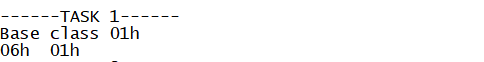 ------TASK 1------
Base class 01h
06h  01h